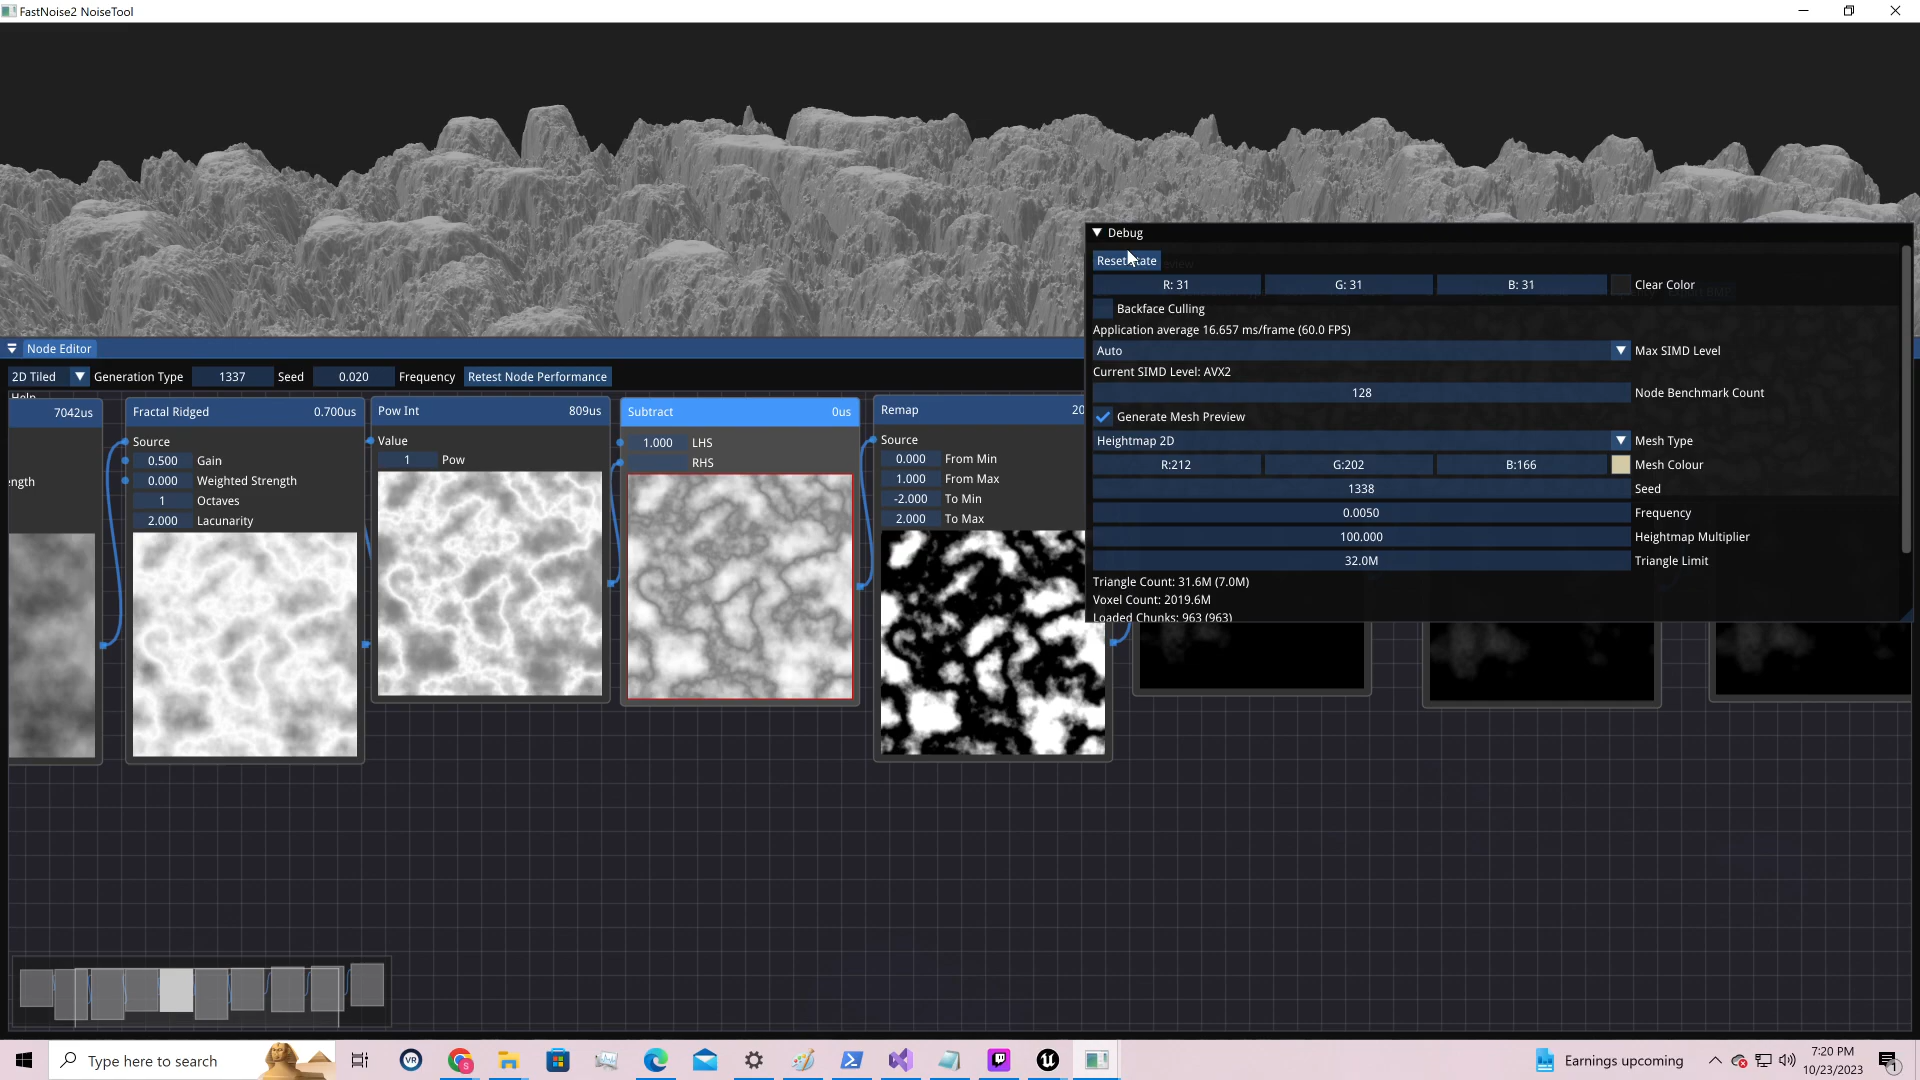 FastNoise2 NoiseTool
Debug
Reset State
R: 31 G: 31 B: 31 Clear Color
Backface Culling
Application average 16.657 ms/frame (60.0 FPS)
Auto Max SIMD Level
Current SIMD Level: AVX2
128 Node Benchmark Count
Generate Mesh Preview
Heightmap 2D Mesh Type
R:212 G:202 B:166 Mesh Colour
1338 Seed
0.0050 Frequency
100.000 Heightmap Multiplier
32.0M Triangle Limit
Triangle Count: 31.6M (7.0M)
Voxel Count: 2019.6M
Loaded Chunks: 963 (963)
Node Editor
2D Tiled Generation Type 1337 Seed 0.020 Frequency Retest Node Performance
Help
7042us
ength
Fractal Ridged 0.700us
Source
0.500 Gain
0.000 Weighted Strength
1 Octaves
2.000 Lacunarity
Pow Int 809us
Value
1 Pow
Subtract 0us
1.000 LHS
RHS
Remap 20
Source
0.000 From Min
1.000 From Max
-2.000 To Min
2.000 To Max
Type here to search
VR
S
Earnings upcoming
7:20 PM
10/23/2023
1